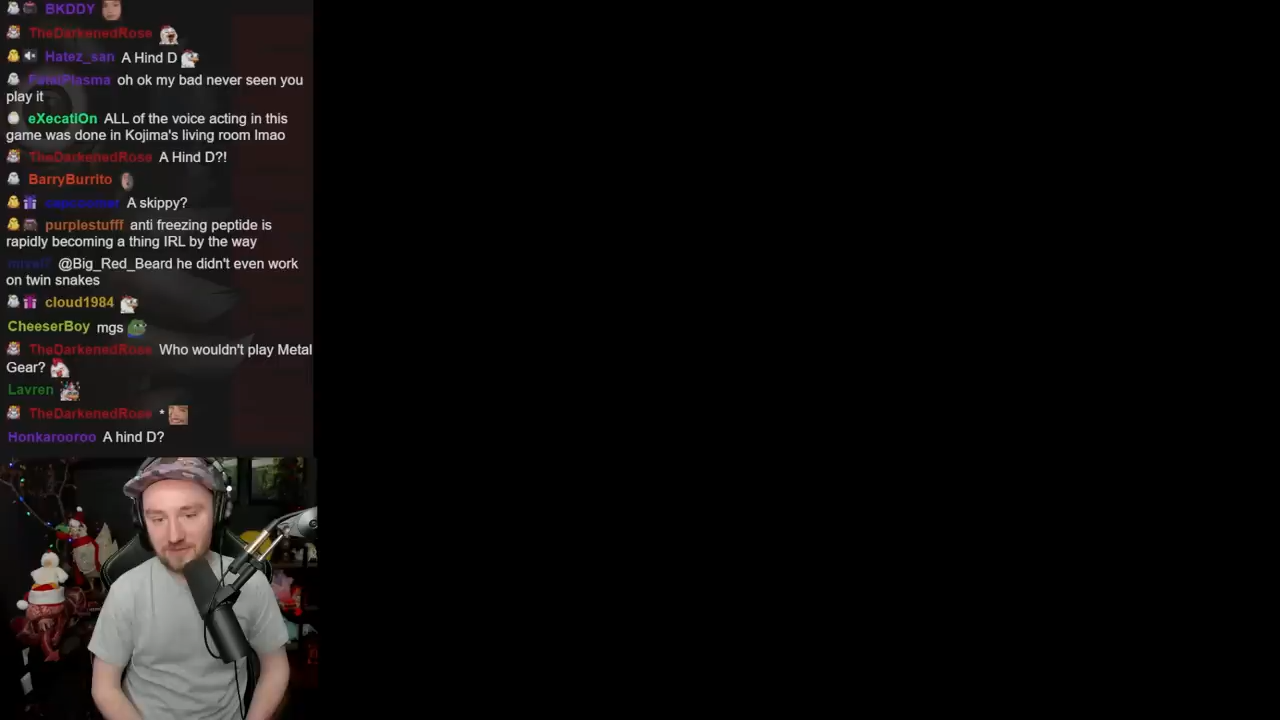 BKDDY
TheDarkenedRose
Hatez_san A Hind D
FatalPlasma oh ok my bad never seen you
play it
eXecatIOn ALL of the voice acting in this
game was done in Kojima's living room lmao
TheDarkenedRose A Hind D?!
BarryBurrito
A skippy?
purplestufff anti freezing peptide is
rapidly becoming a thing IRL by the way
@Big_Red_Beard he didn't even work
on twin snakes
cloud1984
CheeserBoy mgs
TheDarkenedRose Who wouldn't play Metal
Gear?
Lavren
TheDarkenedRose *
Honkarooroo A hind D?